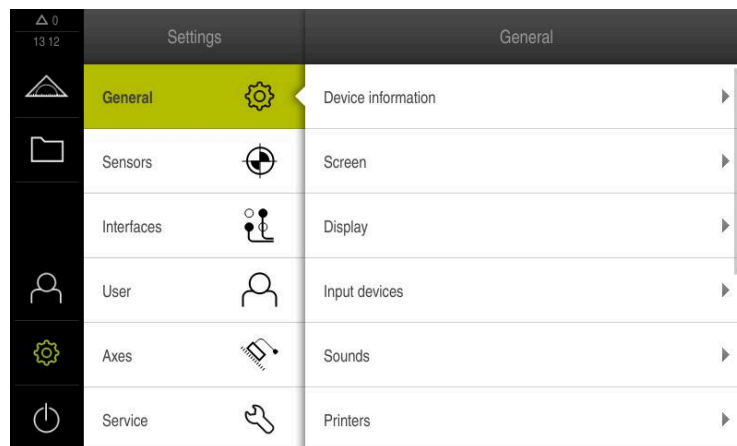 0
13 12
Settings
General
General
Device information
Sensors
Screen
Interfaces
Display
User
Input devices
Axes
Sounds
Service
Printers